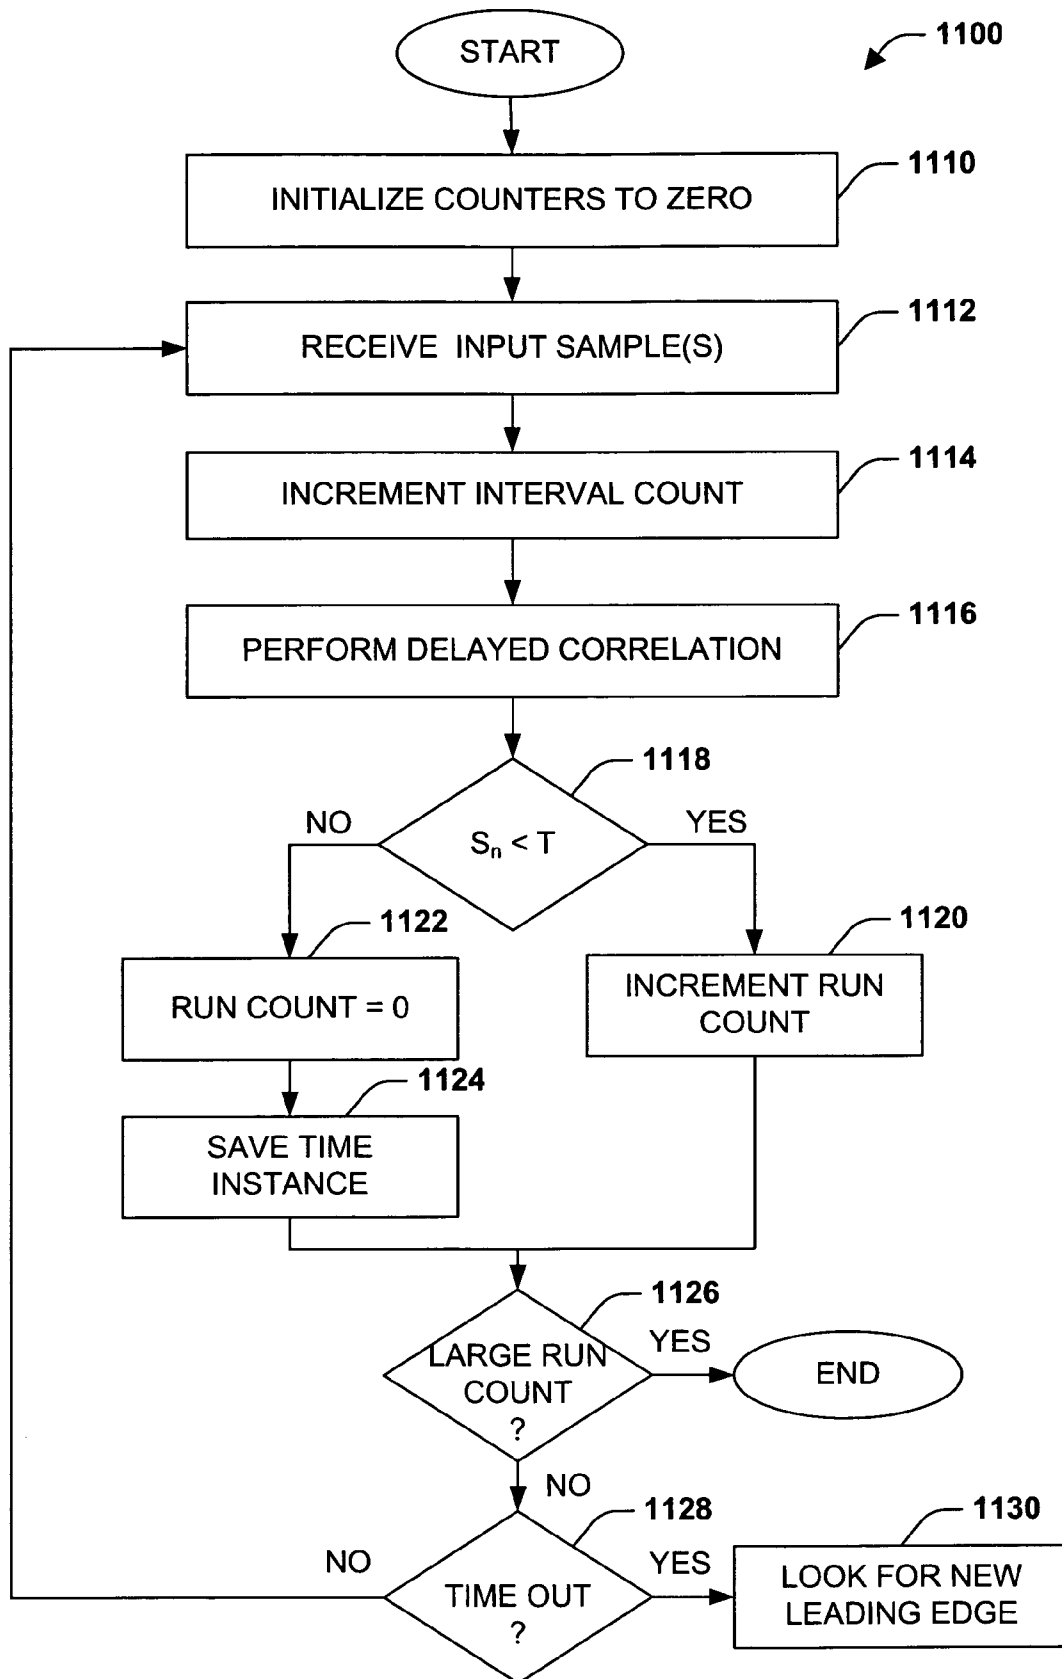 START
1100
INITIALIZE COUNTERS TO ZERO
1110
RECEIVE INPUT SAMPLE(S)
1112
INCREMENT INTERVAL COUNT
1114
PERFORM DELAYED CORRELATION
1116
1118
Sₙ < T
NO
YES
1122
RUN COUNT = 0
1120
INCREMENT RUN
COUNT
1124
SAVE TIME
INSTANCE
1126
LARGE RUN
COUNT
?
YES
END
NO
1128
TIME OUT
?
NO
YES
1130
LOOK FOR NEW
LEADING EDGE